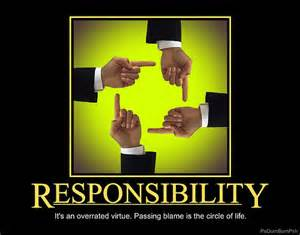 RESPONSIBILITY
It's an overrated virtue. Passing blame is the circle of life.